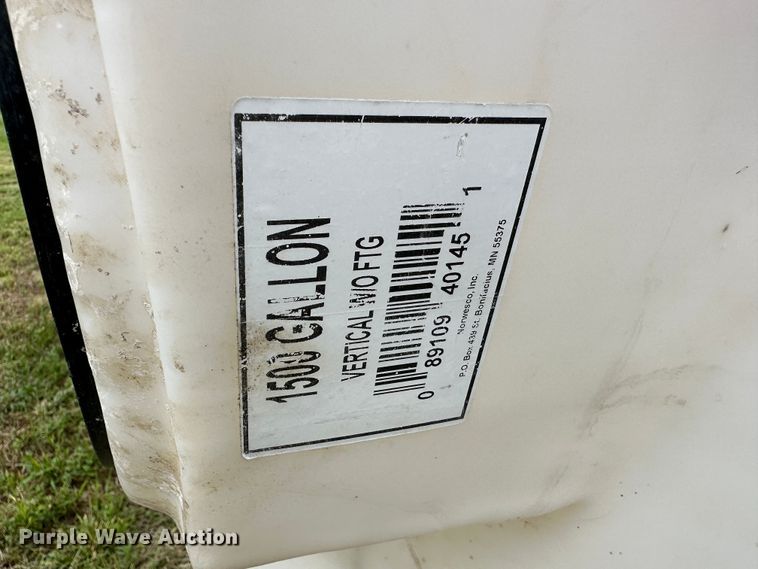 1500 GALLON
VERTICAL W/O FTG
0 89109 40145 1
Norwesco, Inc.
P.O. Box 439 St. Bonifacius, MN 55375
Purple Wave Auction®